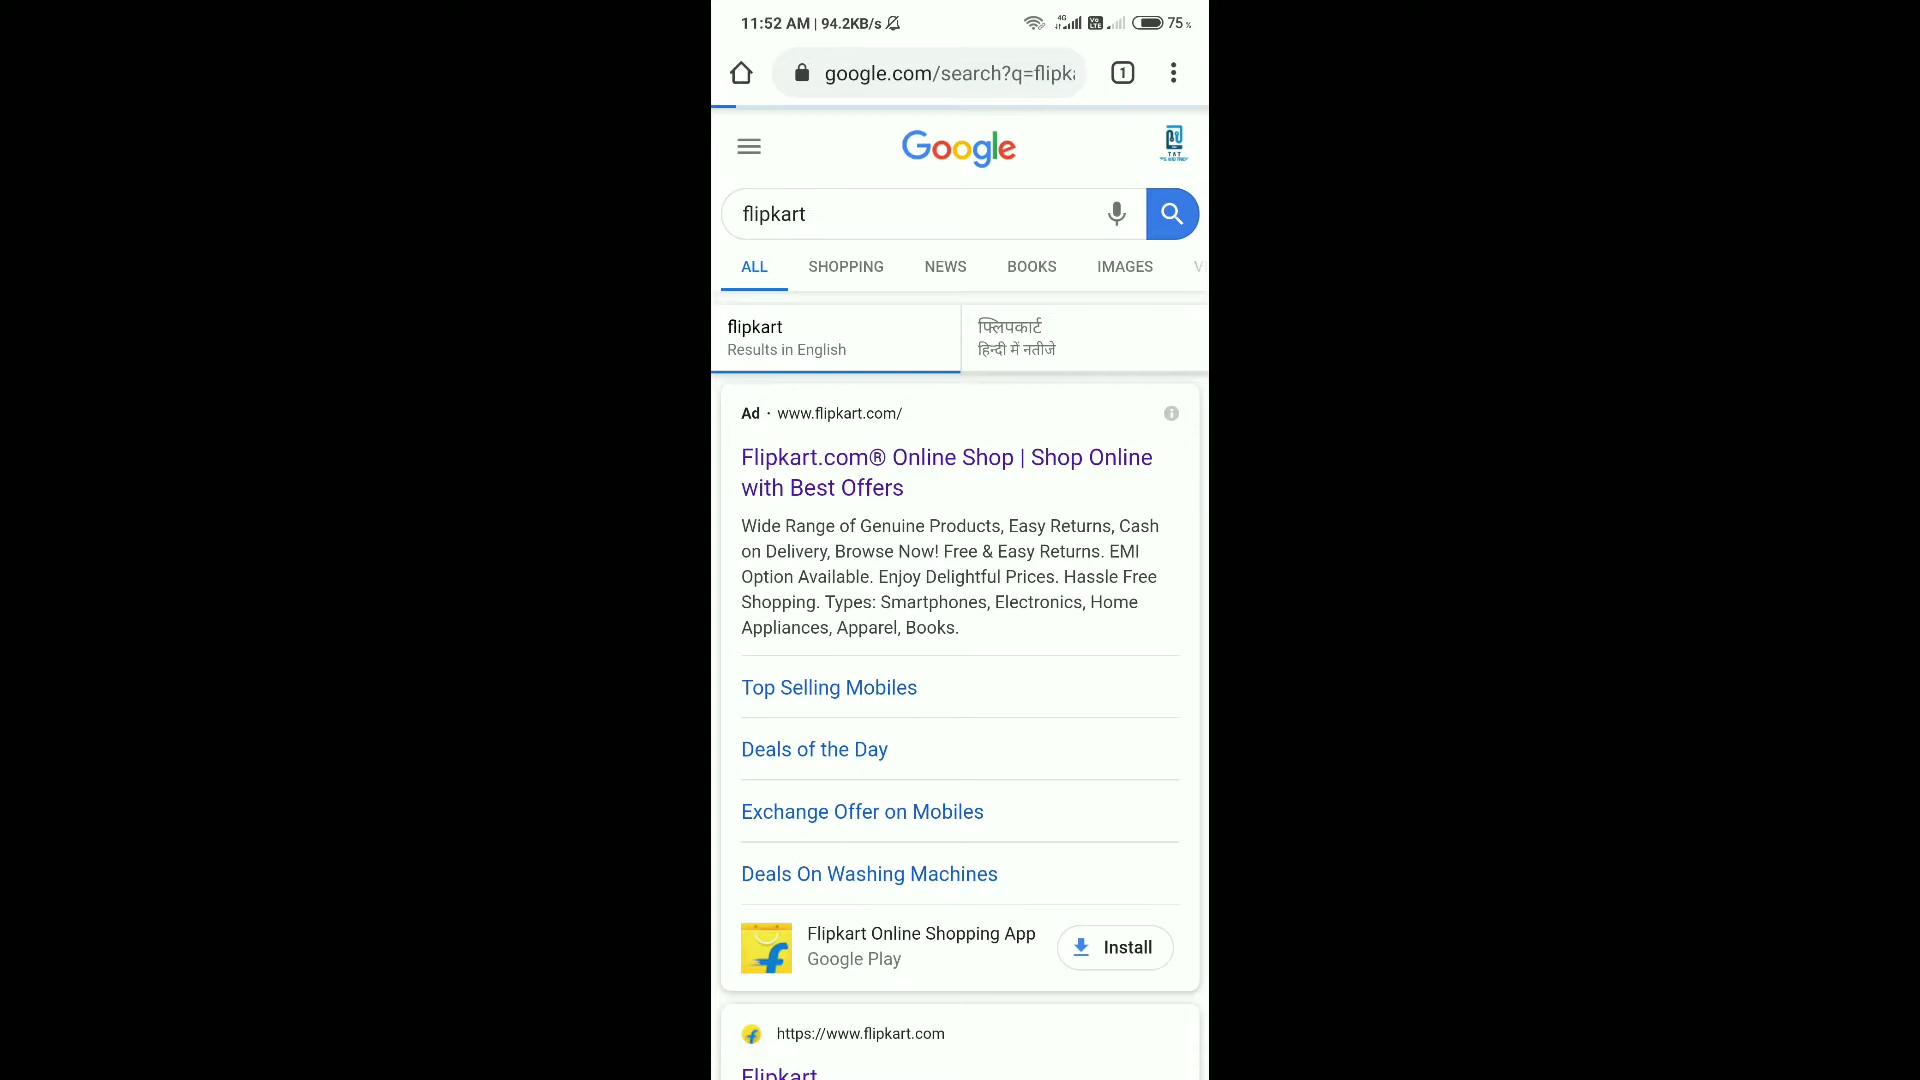 11:52 AM | 94.2KB/s 4G Vo LTE 75%
google.com/search?q=flipk 1
Google
TAT
flipkart
ALL SHOPPING NEWS BOOKS IMAGES
flipkart
Results in English
फ्लिपकार्ट
हिन्दी में नतीजे
Ad · www.flipkart.com/
Flipkart.com® Online Shop | Shop Online
with Best Offers
Wide Range of Genuine Products, Easy Returns, Cash
on Delivery, Browse Now! Free & Easy Returns. EMI
Option Available. Enjoy Delightful Prices. Hassle Free
Shopping. Types: Smartphones, Electronics, Home
Appliances, Apparel, Books.
Top Selling Mobiles
Deals of the Day
Exchange Offer on Mobiles
Deals On Washing Machines
Flipkart Online Shopping App
Google Play
Install
https://www.flipkart.com
Flipkart